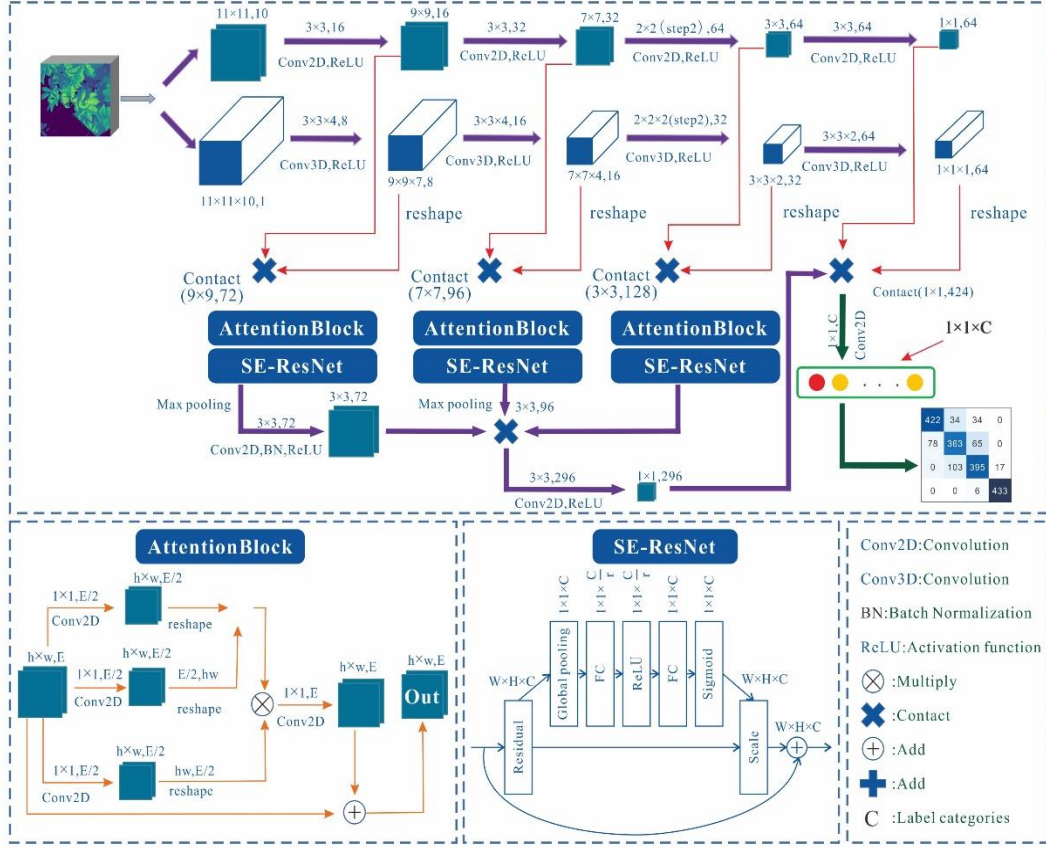 11×11,10
3×3,16
Conv2D,ReLU
9×9,16
3×3,32
Conv2D,ReLU
7×7,32
2×2(step2),64
Conv2D,ReLU
3×3,64
3×3,64
Conv2D,ReLU
1×1,64
11×11×10,1
3×3×4,8
Conv3D,ReLU
9×9×7,8
3×3×4,16
Conv3D,ReLU
7×7×4,16
2×2×2(step2),32
Conv3D,ReLU
3×3×2,32
3×3×2,64
Conv3D,ReLU
1×1×1,64
reshape
reshape
reshape
reshape
Contact
(9×9,72)
Contact
(7×7,96)
Contact
(3×3,128)
Contact(1×1,424)
AttentionBlock
SE-ResNet
AttentionBlock
SE-ResNet
AttentionBlock
SE-ResNet
1×1,C
Conv2D
1×1×C
. . .
Max pooling
3×3,72
Conv2D,BN,ReLU
3×3,72
Max pooling
3×3,96
3×3,296
Conv2D,ReLU
1×1,296
422 34 34 0
78 363 65 0
0 103 395 17
0 0 6 433
AttentionBlock
h×w,E
1×1,E/2
Conv2D
h×w,E/2
reshape
1×1,E/2
Conv2D
h×w,E/2
E/2,hw
reshape
1×1,E/2
Conv2D
h×w,E/2
hw,E/2
reshape
1×1,E
Conv2D
h×w,E
h×w,E
Out
SE-ResNet
W×H×C
Residual
1×1×C
Global pooling
1×1×C/r
FC
1×1×C/r
ReLU
1×1×C
FC
1×1×C
Sigmoid
W×H×C
Scale
W×H×C
Conv2D:Convolution
Conv3D:Convolution
BN:Batch Normalization
ReLU:Activation function
:Multiply
:Contact
:Add
:Add
C :Label categories